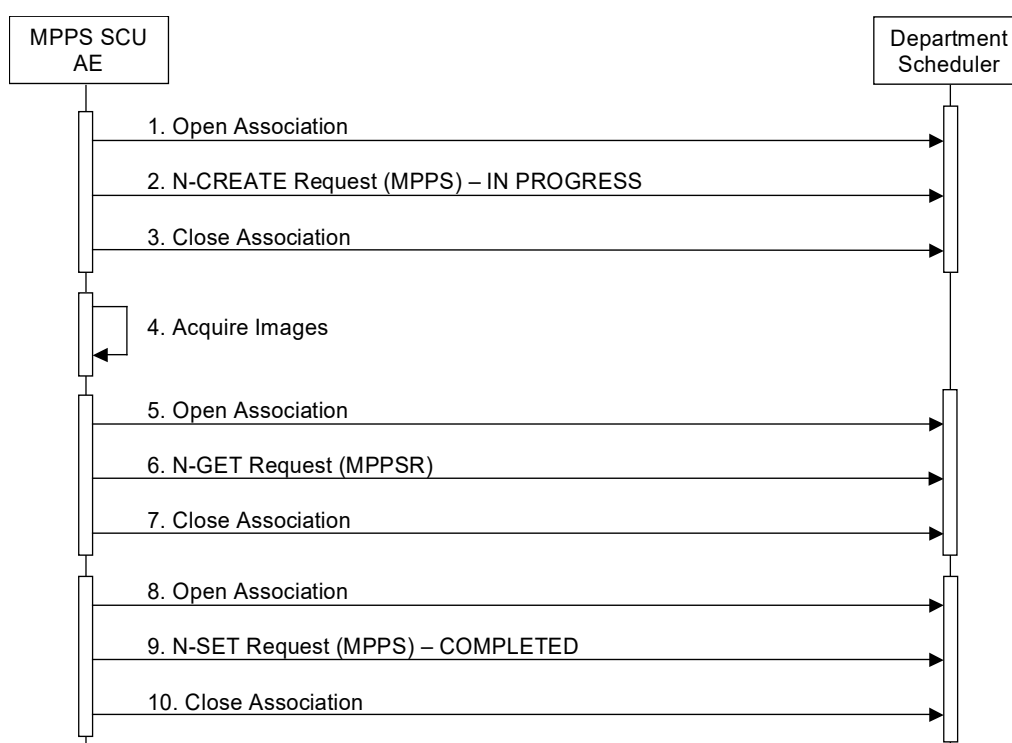 MPPS SCU
AE
Department
Scheduler
1. Open Association
2. N-CREATE Request (MPPS) – IN PROGRESS
3. Close Association
4. Acquire Images
5. Open Association
6. N-GET Request (MPPSR)
7. Close Association
8. Open Association
9. N-SET Request (MPPS) – COMPLETED
10. Close Association